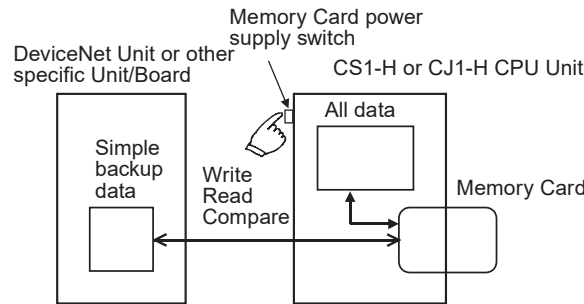 Memory Card power
supply switch
DeviceNet Unit or other
specific Unit/Board
CS1-H or CJ1-H CPU Unit
All data
Simple
backup
data
Write
Read
Compare
Memory Card